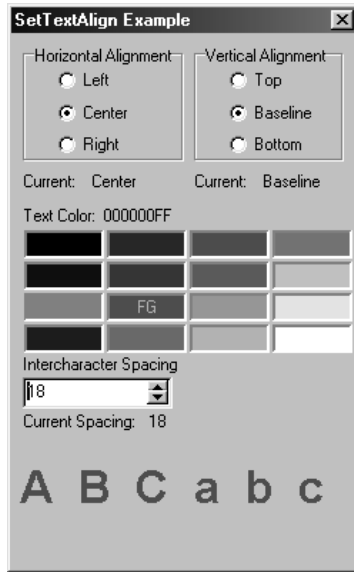 SetTextAlign Example
Horizontal Alignment Vertical Alignment
Left Top
Center Baseline
Right Bottom
Current: Center Current: Baseline
Text Color: 000000FF
FG
Intercharacter Spacing
18
Current Spacing: 18
A B C a b c